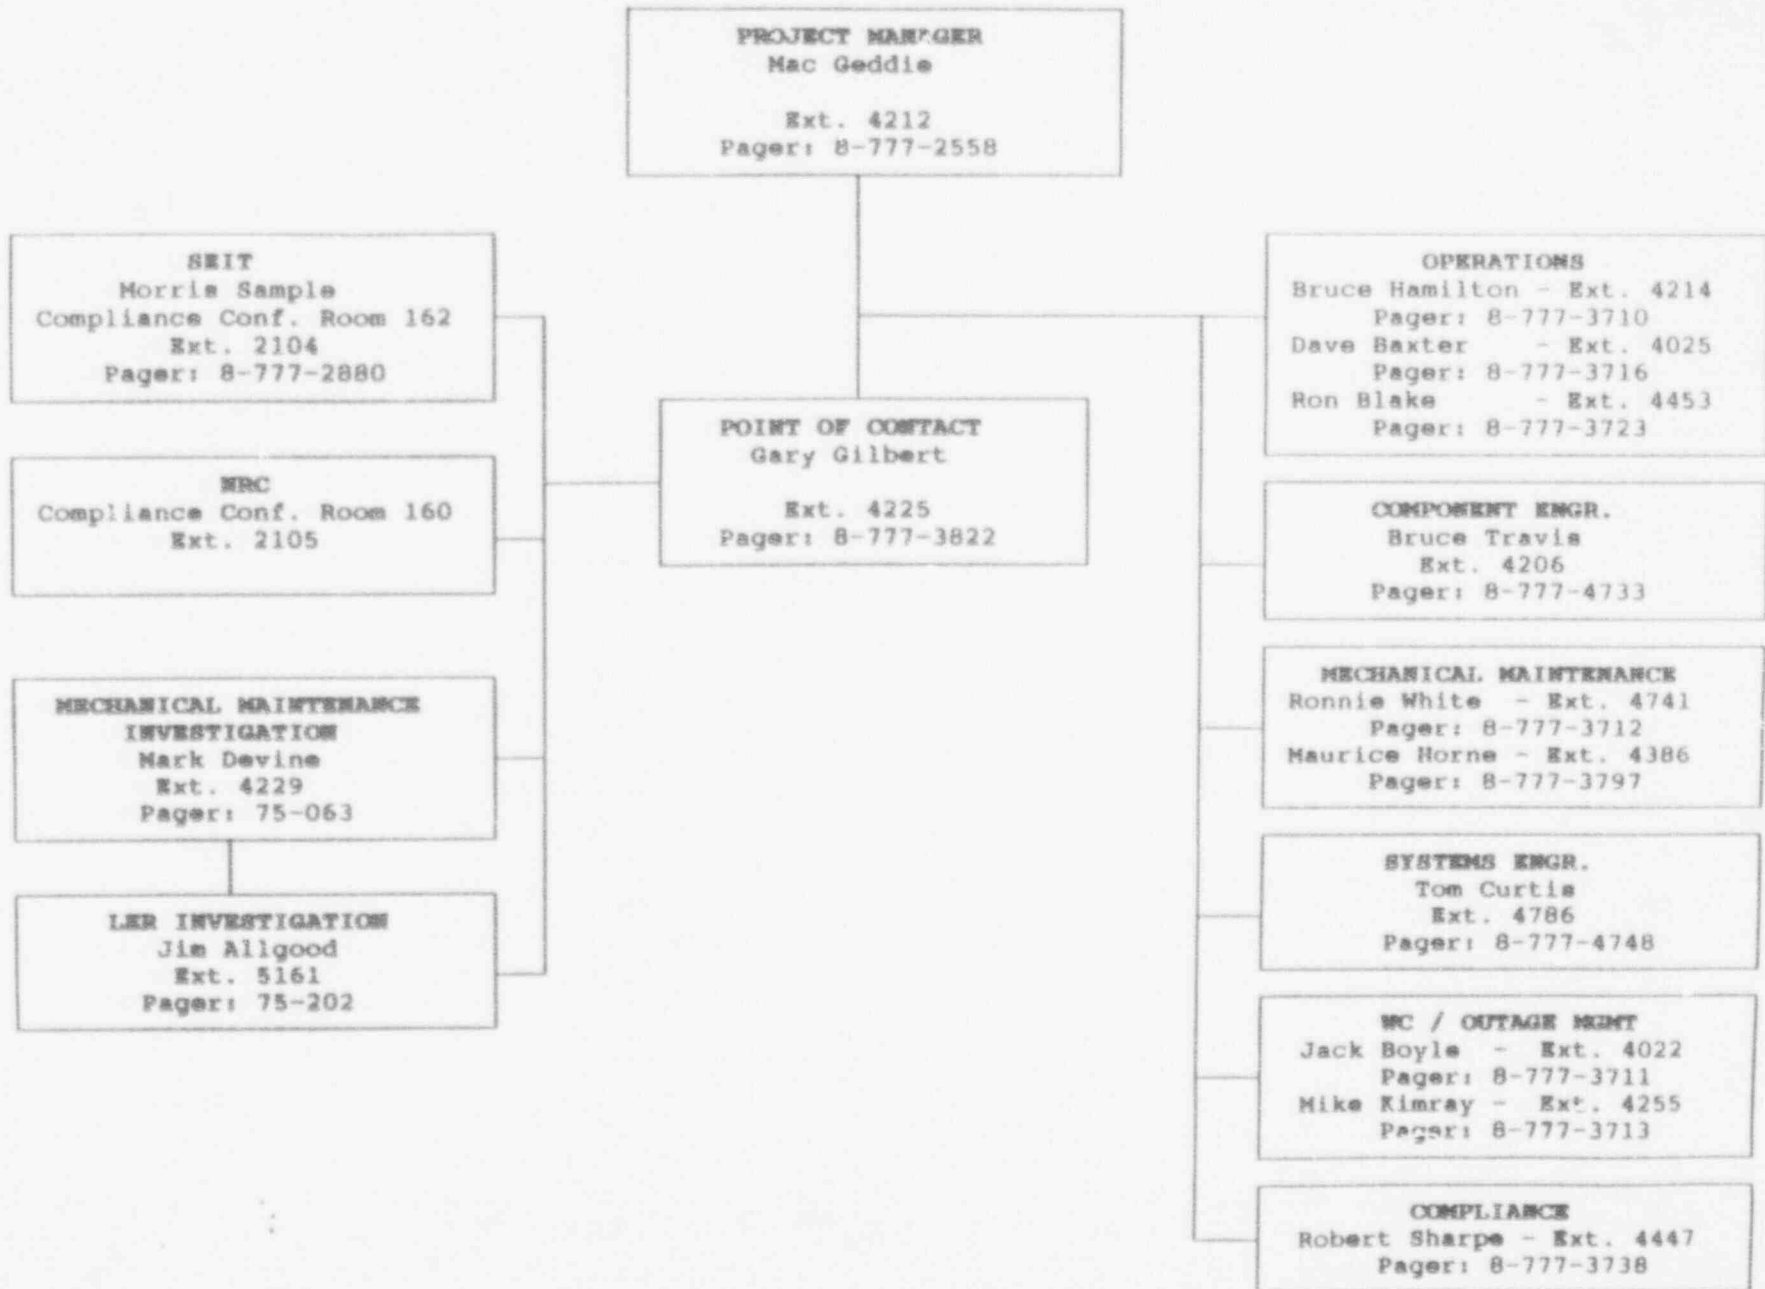 PROJECT MANAGER
Mac Geddie
Ext. 4212
Pager: 8-777-2558
SEIT
Morris Sample
Compliance Conf. Room 162
Ext. 2104
Pager: 8-777-2880
NRC
Compliance Conf. Room 160
Ext. 2105
MECHANICAL MAINTENANCE
INVESTIGATION
Mark Devine
Ext. 4229
Pager: 75-063
LER INVESTIGATION
Jim Allgood
Ext. 5161
Pager: 75-202
POINT OF CONTACT
Gary Gilbert
Ext. 4225
Pager: 8-777-3822
OPERATIONS
Bruce Hamilton - Ext. 4214
Pager: 8-777-3710
Dave Baxter - Ext. 4025
Pager: 8-777-3716
Ron Blake - Ext. 4453
Pager: 8-777-3723
COMPONENT ENGR.
Bruce Travis
Ext. 4206
Pager: 8-777-4733
MECHANICAL MAINTENANCE
Ronnie White - Ext. 4741
Pager: 8-777-3712
Maurice Horne - Ext. 4386
Pager: 8-777-3797
SYSTEMS ENGR.
Tom Curtis
Ext. 4786
Pager: 8-777-4748
WC / OUTAGE MGMT
Jack Boyle - Ext. 4022
Pager: 8-777-3711
Mike Kimray - Ext. 4255
Pager: 8-777-3713
COMPLIANCE
Robert Sharpe - Ext. 4447
Pager: 8-777-3738